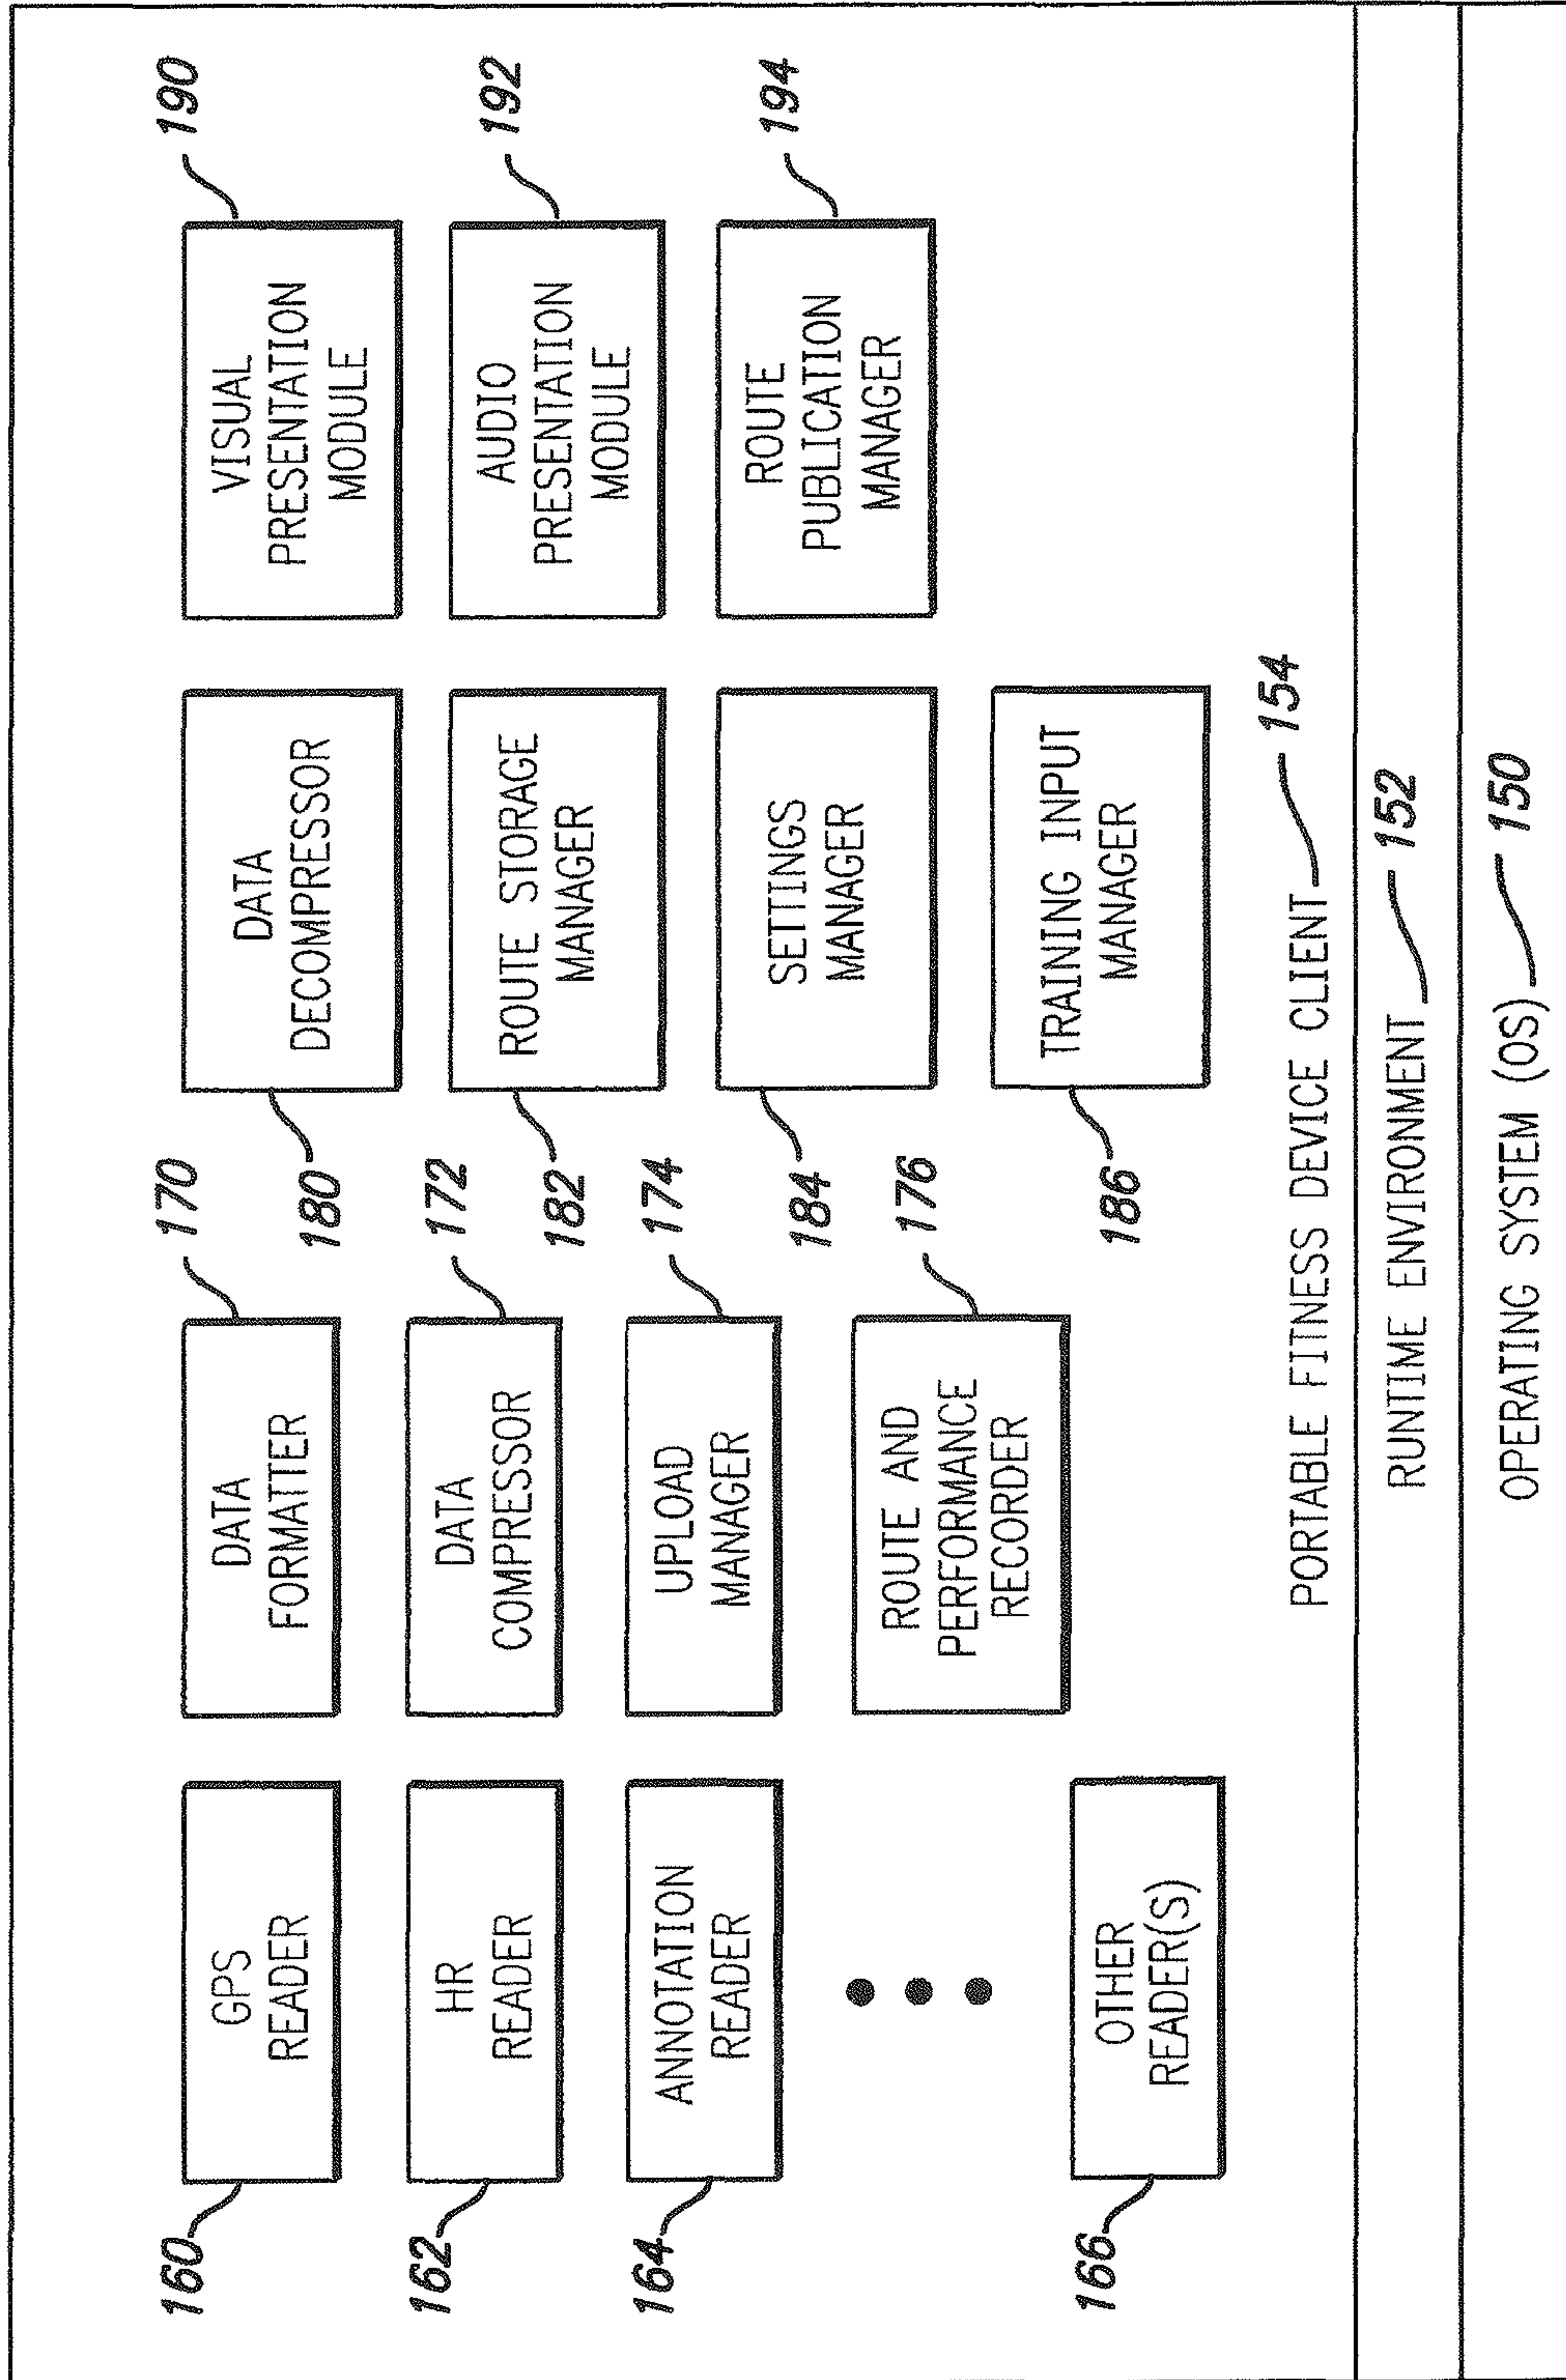 160
GPS
READER
162
HR
READER
164
ANNOTATION
READER
166
OTHER
READER(S)
170
DATA
FORMATTER
172
DATA
COMPRESSOR
174
UPLOAD
MANAGER
176
ROUTE AND
PERFORMANCE
RECORDER
180
DATA
DECOMPRESSOR
182
ROUTE STORAGE
MANAGER
184
SETTINGS
MANAGER
186
TRAINING INPUT
MANAGER
190
VISUAL
PRESENTATION
MODULE
192
AUDIO
PRESENTATION
MODULE
194
ROUTE
PUBLICATION
MANAGER
PORTABLE FITNESS DEVICE CLIENT 154
RUNTIME ENVIRONMENT 152
OPERATING SYSTEM (OS) 150